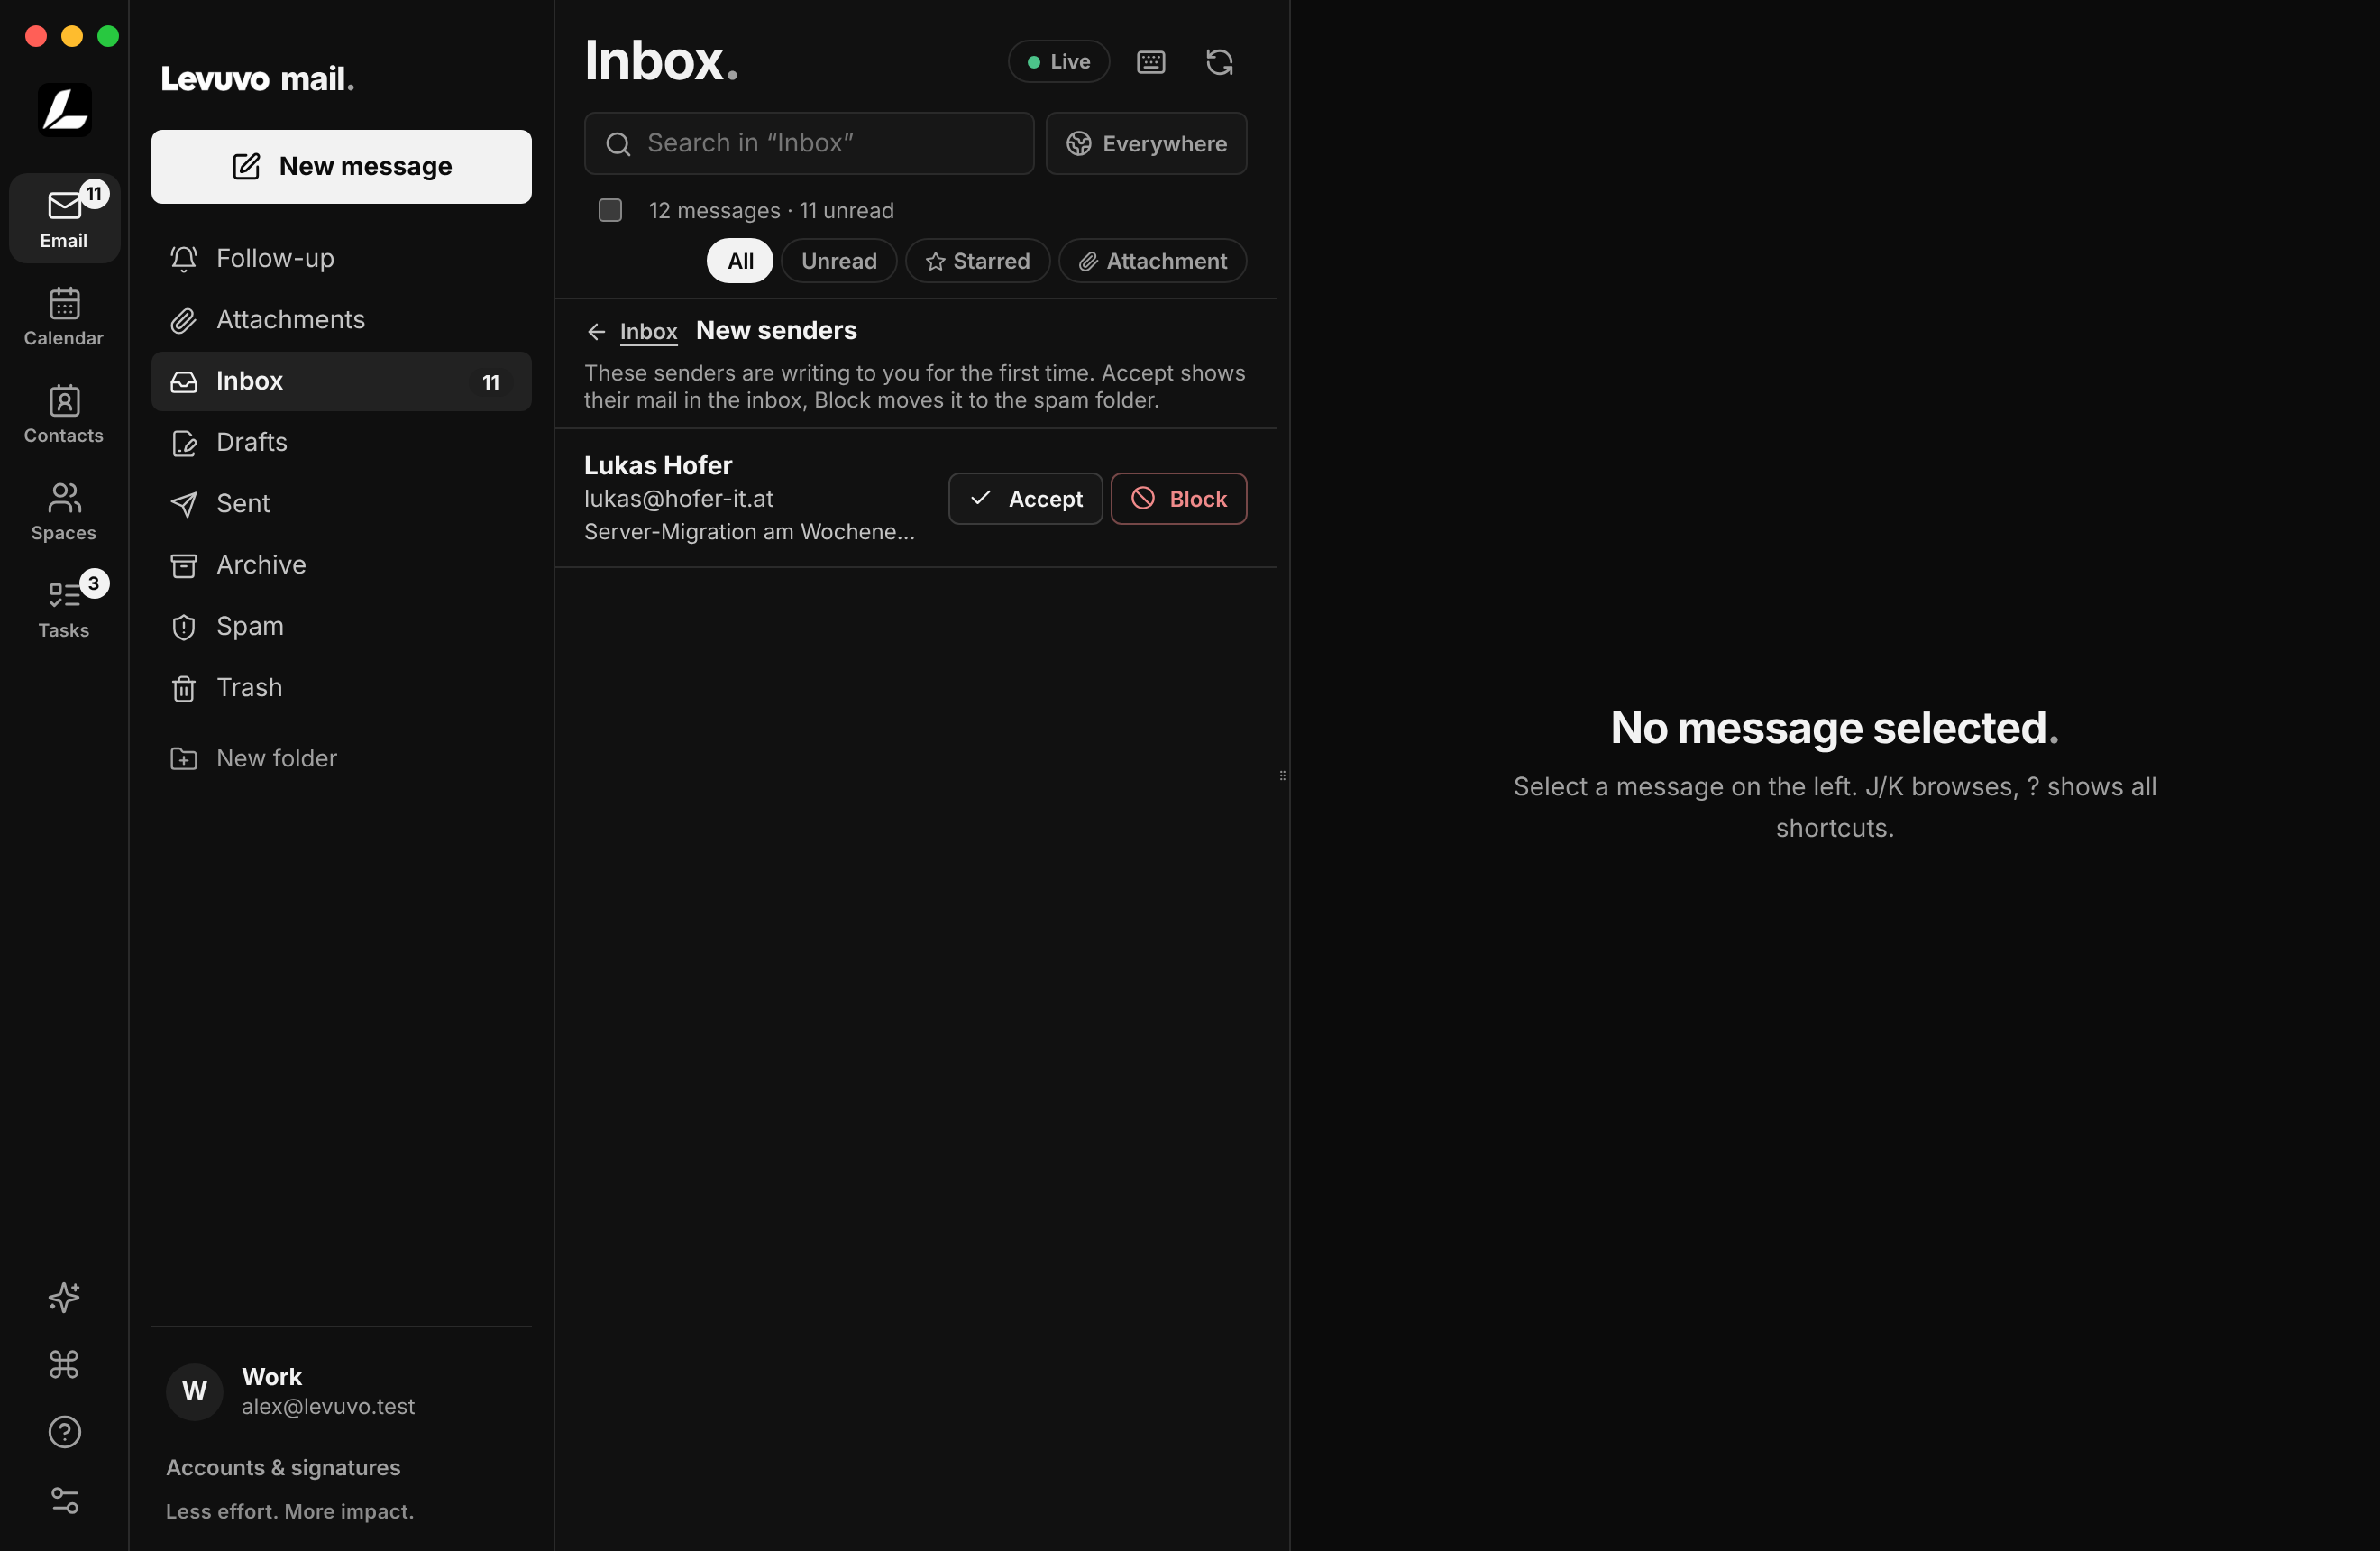 Levuvo mail.
New message
11
Email
Calendar
Contacts
Spaces
3
Tasks
Follow-up
Attachments
Inbox 11
Drafts
Sent
Archive
Spam
Trash
New folder
W
Work
alex@levuvo.test
Accounts & signatures
Less effort. More impact.
Inbox.
Live
Search in “Inbox”
Everywhere
12 messages · 11 unread
All Unread Starred Attachment
Inbox New senders
These senders are writing to you for the first time. Accept shows
their mail in the inbox, Block moves it to the spam folder.
Lukas Hofer
lukas@hofer-it.at
Server-Migration am Wochene...
Accept Block
No message selected.
Select a message on the left. J/K browses, ? shows all
shortcuts.